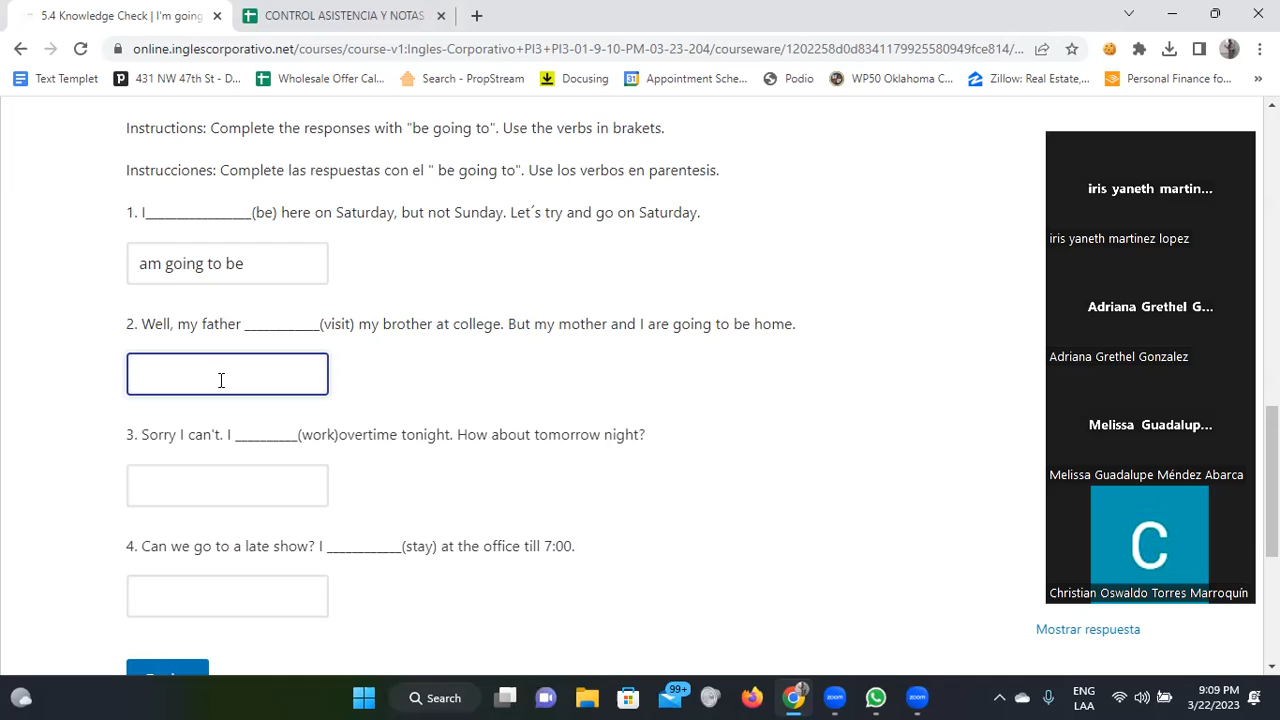 5.4 Knowledge Check | I'm going
CONTROL ASISTENCIA Y NOTAS
online.inglescorporativo.net/courses/course-v1:Ingles-Corporativo+PI3+PI3-01-9-10-PM-03-23-204/courseware/1202258d0d8341179925580949fce814/...
Text Templet
431 NW 47th St - D...
Wholesale Offer Cal...
Search - PropStream
Docusing
Appointment Sche...
Podio
WP50 Oklahoma C...
Zillow: Real Estate,...
Personal Finance fo...
Instructions: Complete the responses with "be going to". Use the verbs in brakets.
Instrucciones: Complete las respuestas con el " be going to". Use los verbos en parentesis.
1. I________________(be) here on Saturday, but not Sunday. Let´s try and go on Saturday.
am going to be
2. Well, my father ____________(visit) my brother at college. But my mother and I are going to be home.
3. Sorry I can't. I __________(work)overtime tonight. How about tomorrow night?
4. Can we go to a late show? I ____________(stay) at the office till 7:00.
iris yaneth martin...
iris yaneth martinez lopez
Adriana Grethel G...
Adriana Grethel Gonzalez
Melissa Guadalup...
Melissa Guadalupe Méndez Abarca
C
Christian Oswaldo Torres Marroquín
Mostrar respuesta
Search
99+
ENG
LAA
9:09 PM
3/22/2023